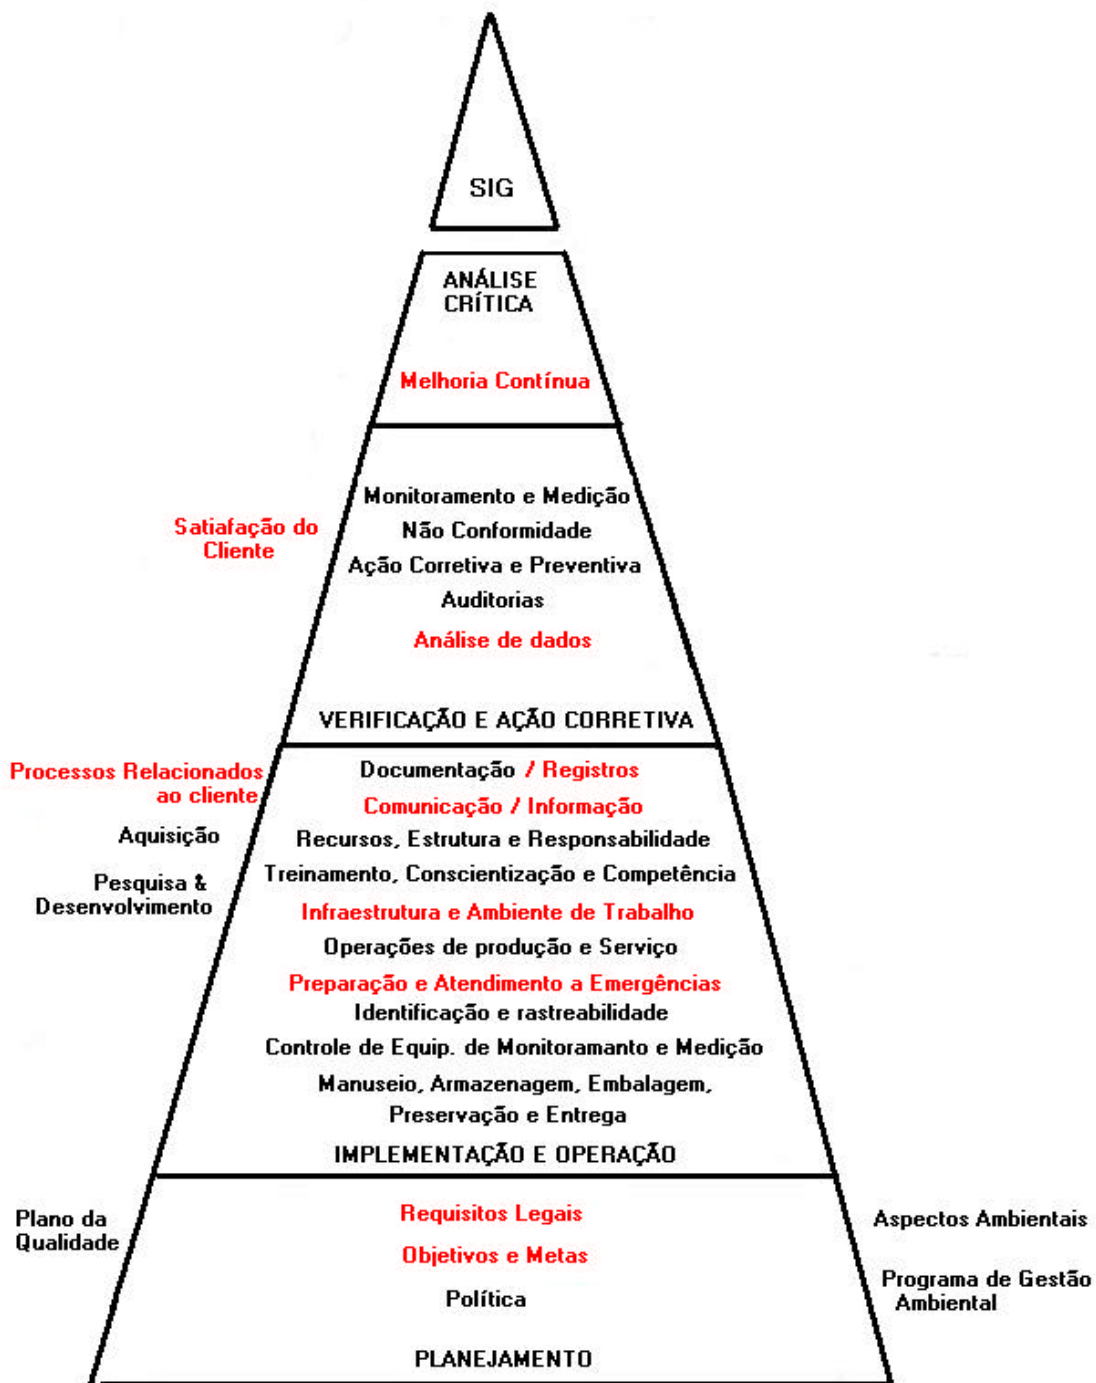 SIG
ANÁLISE
CRÍTICA
Melhoria Contínua
Monitoramento e Medição
Satiafação do
Cliente
Não Conformidade
Ação Corretiva e Preventiva
Auditorias
Análise de dados
VERIFICAÇÃO E AÇÃO CORRETIVA
Processos Relacionados
ao cliente
Aquisição
Pesquisa &
Desenvolvimento
Documentação / Registros
Comunicação / Informação
Recursos, Estrutura e Responsabilidade
Treinamento, Conscientização e Competência
Infraestrutura e Ambiente de Trabalho
Operações de produção e Serviço
Preparação e Atendimento a Emergências
Identificação e rastreabilidade
Controle de Equip. de Monitoramanto e Medição
Manuseio, Armazenagem, Embalagem,
Preservação e Entrega
IMPLEMENTAÇÃO E OPERAÇÃO
Plano da
Qualidade
Requisitos Legais
Objetivos e Metas
Política
PLANEJAMENTO
Aspectos Ambientais
Programa de Gestão
Ambiental